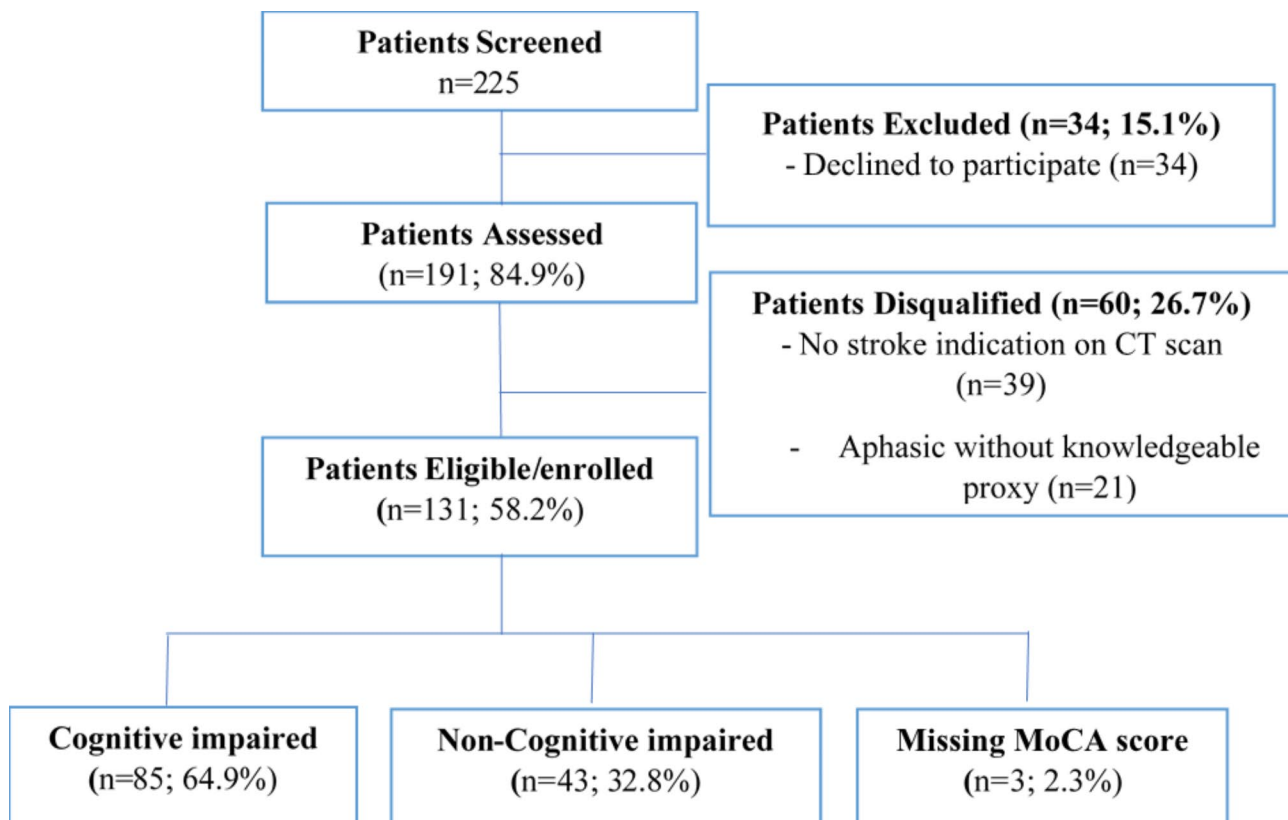 Patients Screened
n=225
Patients Excluded (n=34; 15.1%)
- Declined to participate (n=34)
Patients Assessed
(n=191; 84.9%)
Patients Disqualified (n=60; 26.7%)
- No stroke indication on CT scan
(n=39)
- Aphasic without knowledgeable
proxy (n=21)
Patients Eligible/enrolled
(n=131; 58.2%)
Cognitive impaired
(n=85; 64.9%)
Non-Cognitive impaired
(n=43; 32.8%)
Missing MoCA score
(n=3; 2.3%)